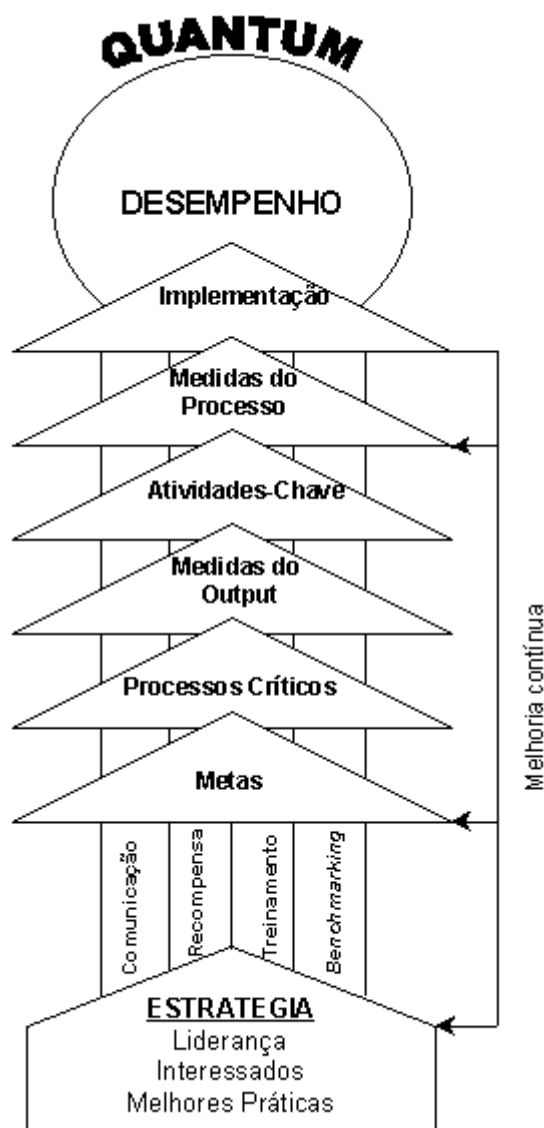 QUANTUM
DESEMPENHO
Implementação
Medidas do
Processo
Atividades-Chave
Medidas do
Output
Processos Críticos
Metas
Melhoria contínua
Comunicação
Recompensa
Treinamento
Benchmarking
ESTRATEGIA
Liderança
Interessados
Melhores Práticas